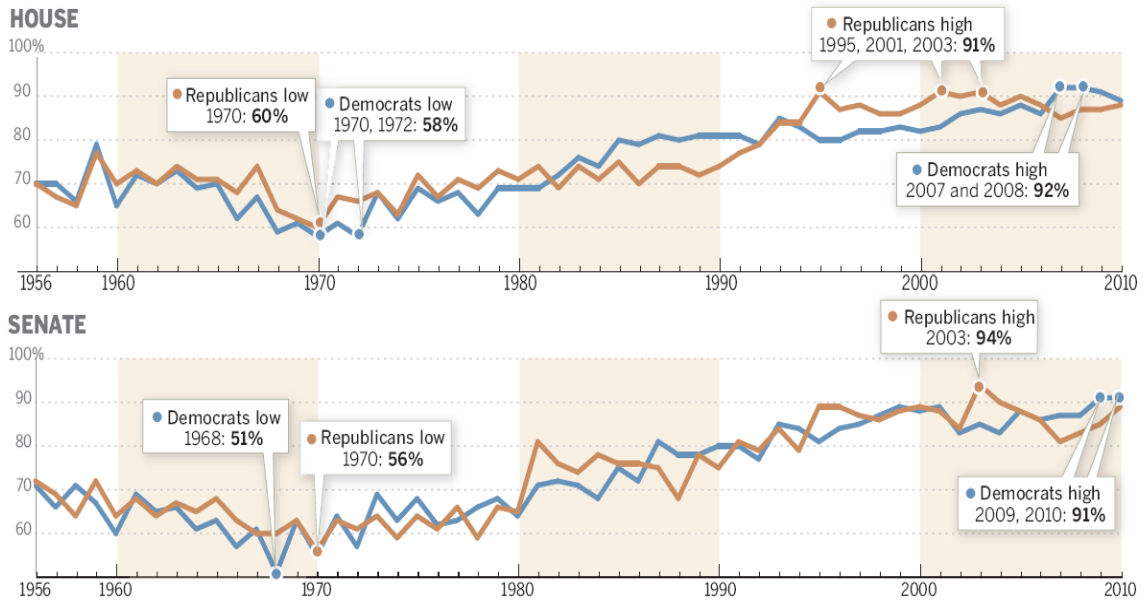 HOUSE
100%
90
80
70
60
Republicans low
1970: 60%
Democrats low
1970, 1972: 58%
Republicans high
1995, 2001, 2003: 91%
Democrats high
2007 and 2008: 92%
1956 1960 1970 1980 1990 2000 2010
SENATE
100%
90
80
70
60
Democrats low
1968: 51%
Republicans low
1970: 56%
Republicans high
2003: 94%
Democrats high
2009, 2010: 91%
1956 1960 1970 1980 1990 2000 2010